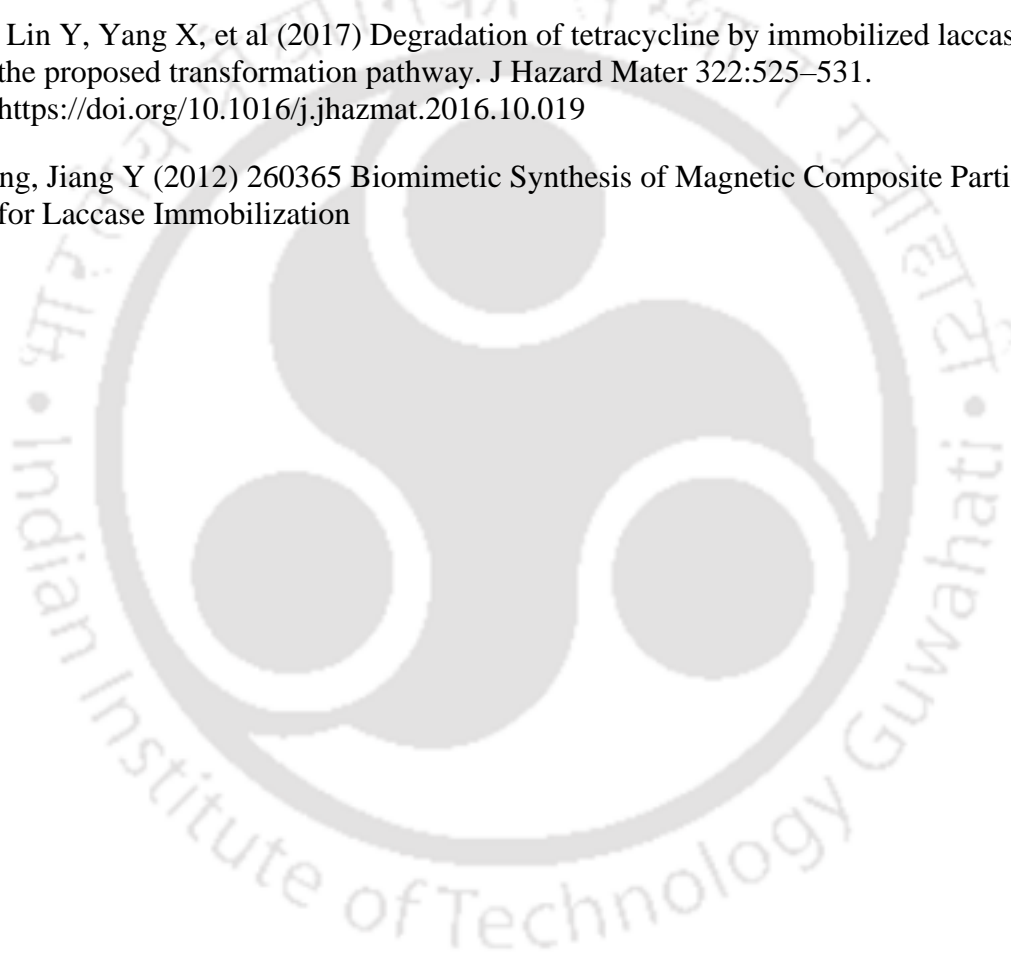 Lin Y, Yang X, et al (2017) Degradation of tetracycline by immobilized laccas
the proposed transformation pathway. J Hazard Mater 322:525–531.
https://doi.org/10.1016/j.jhazmat.2016.10.019
ng, Jiang Y (2012) 260365 Biomimetic Synthesis of Magnetic Composite Parti
for Laccase Immobilization
• Indian Institute of Technology Guwahati •